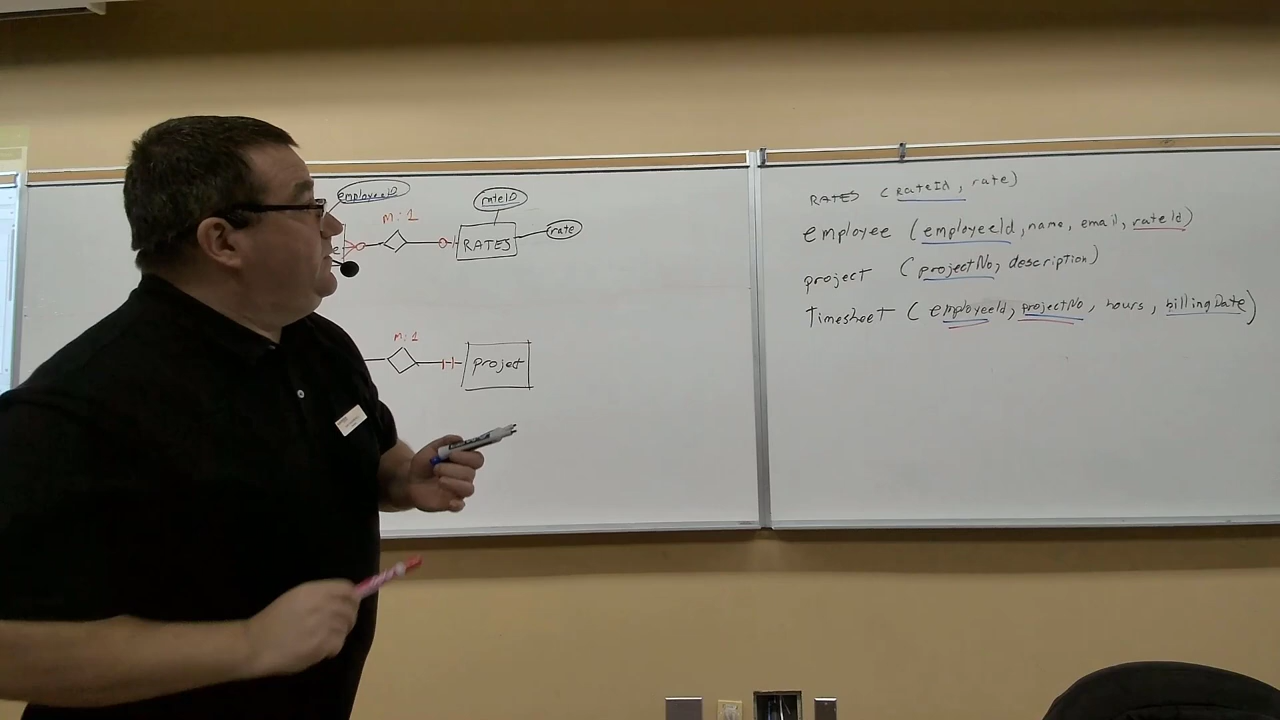 employeeID
rateID
M:1
rate
RATES
M:1
project
RATES (rateId, rate)
employee (employeeId, name, email, rateId)
project (projectNo, description)
Timesheet (employeeId, projectNo, hours, billingDate)